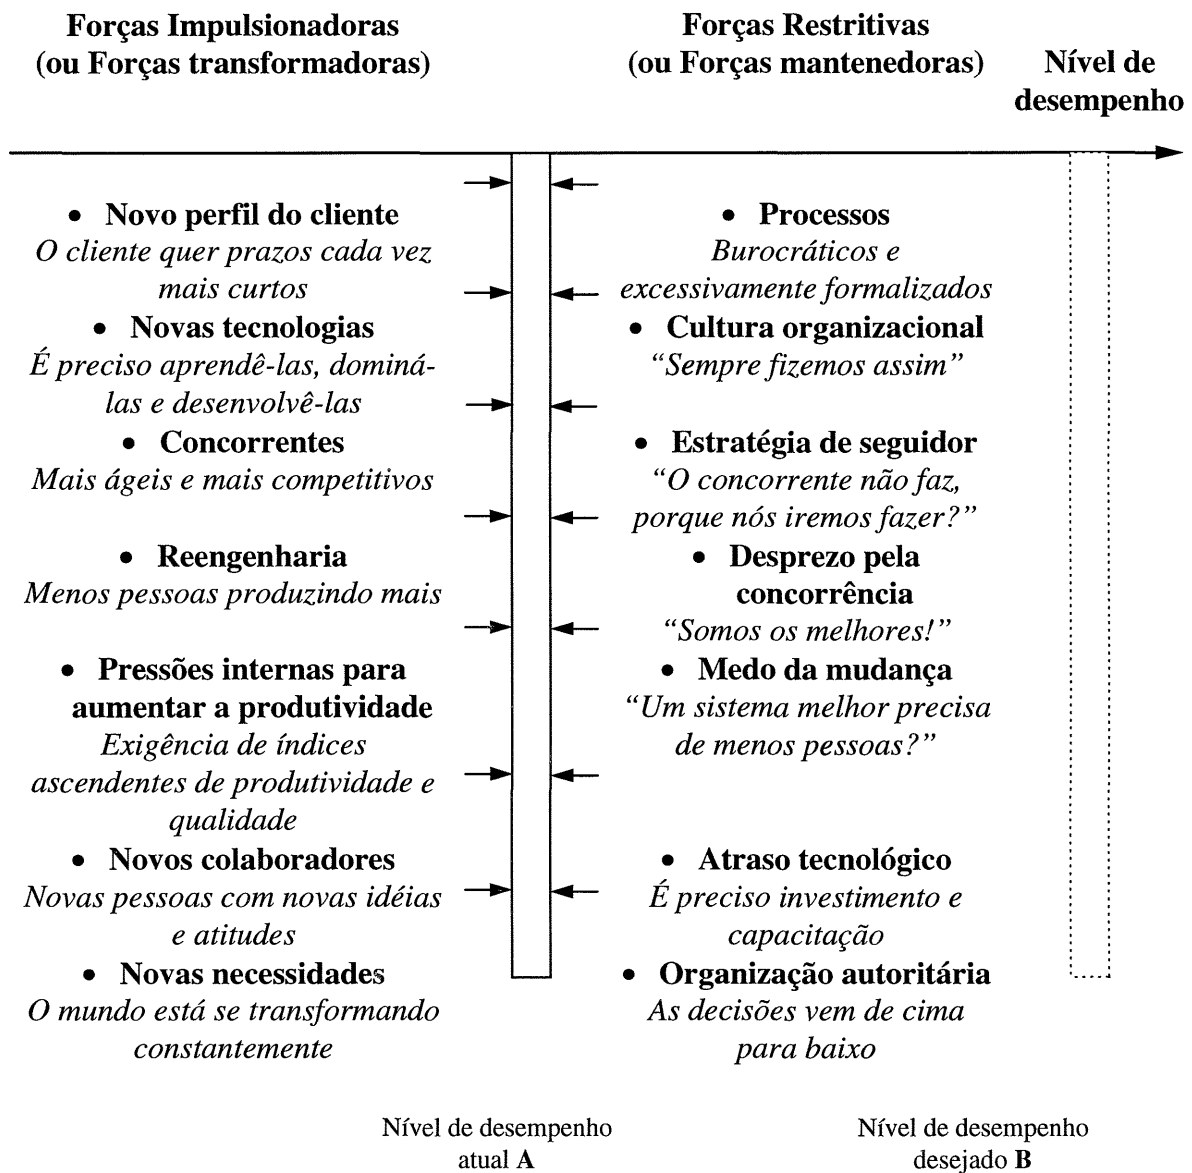 Forças Impulsionadoras
(ou Forças transformadoras)
Forças Restritivas
(ou Forças mantenedoras)
Nível de
desempenho
• Novo perfil do cliente
O cliente quer prazos cada vez
mais curtos
• Novas tecnologias
É preciso aprendê-las, dominá-
las e desenvolvê-las
• Concorrentes
Mais ágeis e mais competitivos
• Reengenharia
Menos pessoas produzindo mais
• Pressões internas para
aumentar a produtividade
Exigência de índices
ascendentes de produtividade e
qualidade
• Novos colaboradores
Novas pessoas com novas idéias
e atitudes
• Novas necessidades
O mundo está se transformando
constantemente
• Processos
Burocráticos e
excessivamente formalizados
• Cultura organizacional
“Sempre fizemos assim”
• Estratégia de seguidor
“O concorrente não faz,
porque nós iremos fazer?”
• Desprezo pela
concorrência
“Somos os melhores!”
• Medo da mudança
“Um sistema melhor precisa
de menos pessoas?”
• Atraso tecnológico
É preciso investimento e
capacitação
• Organização autoritária
As decisões vem de cima
para baixo
Nível de desempenho
atual A
Nível de desempenho
desejado B